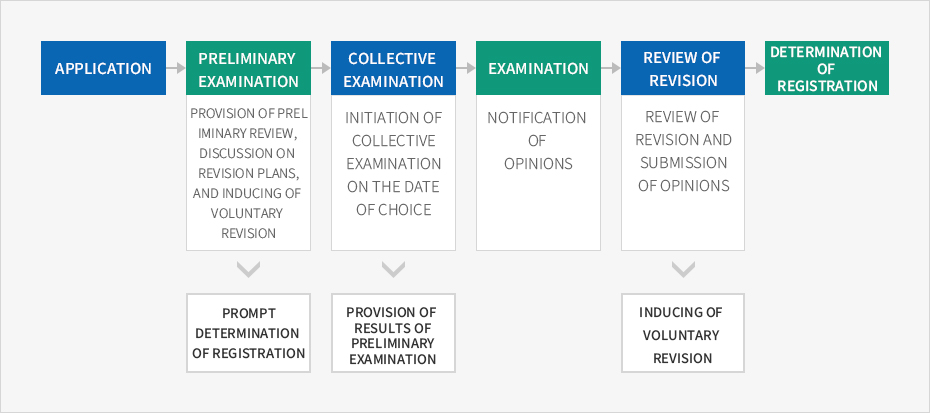 APPLICATION
PRELIMINARY
EXAMINATION
COLLECTIVE
EXAMINATION
EXAMINATION
REVIEW OF
REVISION
DETERMINATION
OF
REGISTRATION
PROVISION OF PREL
IMINARY REVIEW,
DISCUSSION ON
REVISION PLANS,
AND INDUCING OF
VOLUNTARY
REVISION
INITIATION OF
COLLECTIVE
EXAMINATION
ON THE DATE
OF CHOICE
NOTIFICATION
OF
OPINIONS
REVIEW OF
REVISION AND
SUBMISSION
OF OPINIONS
PROMPT
DETERMINATION
OF REGISTRATION
PROVISION OF
RESULTS OF
PRELIMINARY
EXAMINATION
INDUCING OF
VOLUNTARY
REVISION